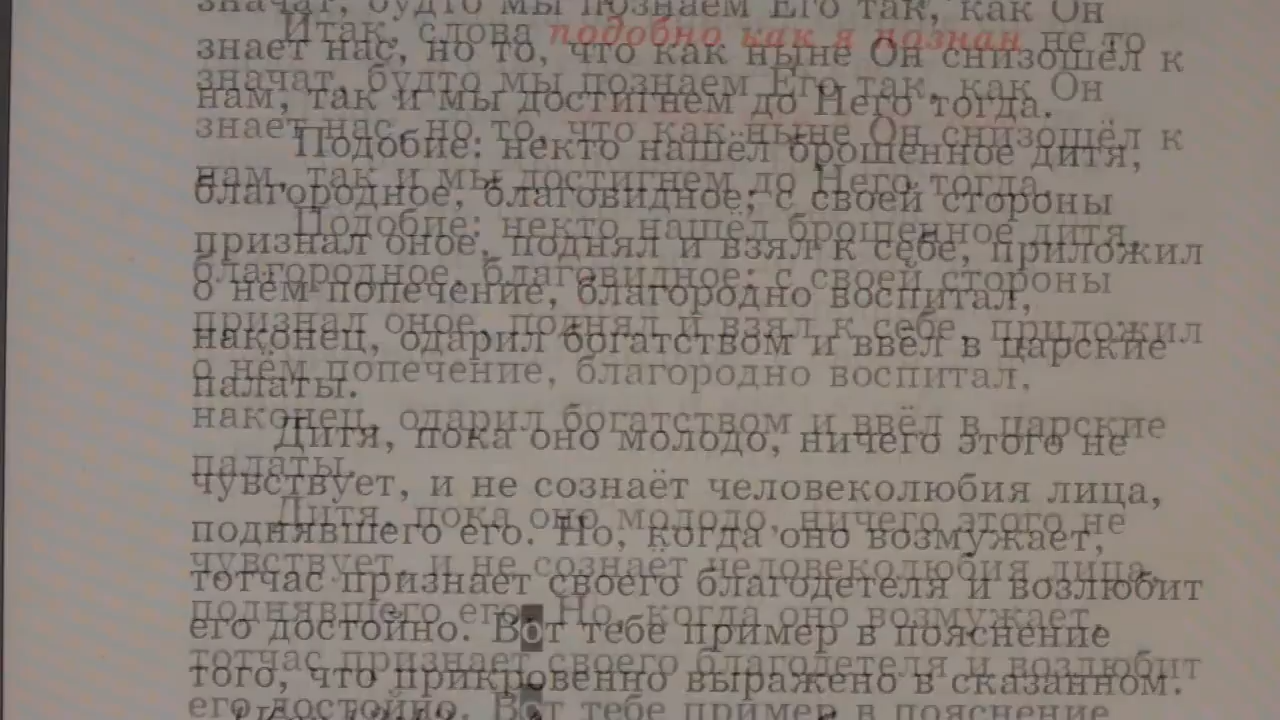 Итак, слова подобно как я познан не то
значат, будто мы познаем Его так, как Он
знает нас, но то, что как ныне Он снизошёл к
нам, так и мы достигнем до Него тогда.
Подобие: некто нашёл брошенное дитя,
благородное, благовидное; с своей стороны
признал оное, поднял и взял к себе, приложил
о нём попечение, благородно воспитал,
наконец, одарил богатством и ввёл в царские
палаты.
Дитя, пока оно молодо, ничего этого не
чувствует, и не сознаёт человеколюбия лица,
поднявшего его. Но, когда оно возмужает,
тотчас признает своего благодетеля и возлюбит
его достойно. Вот тебе пример в пояснение
того, что прикровенно выражено в сказанном.